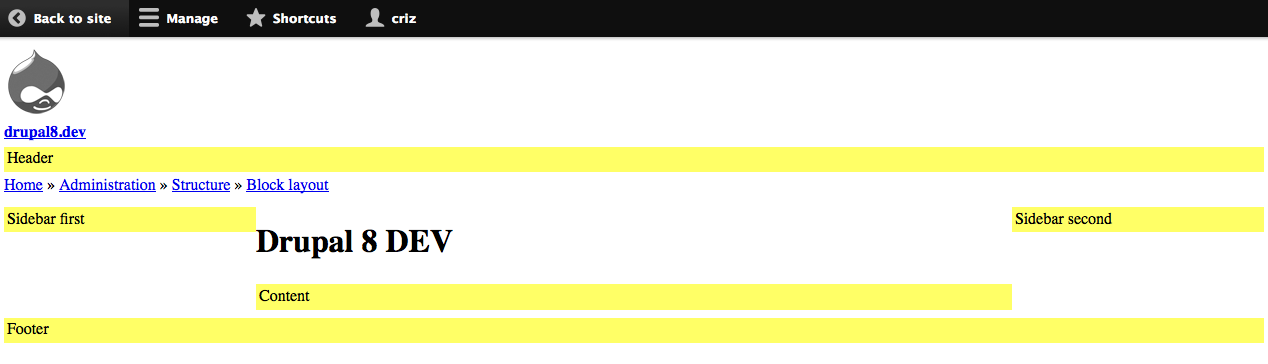 Back to site Manage Shortcuts criz
drupal8.dev
Header
Home » Administration » Structure » Block layout
Sidebar first
Drupal 8 DEV
Content
Sidebar second
Footer